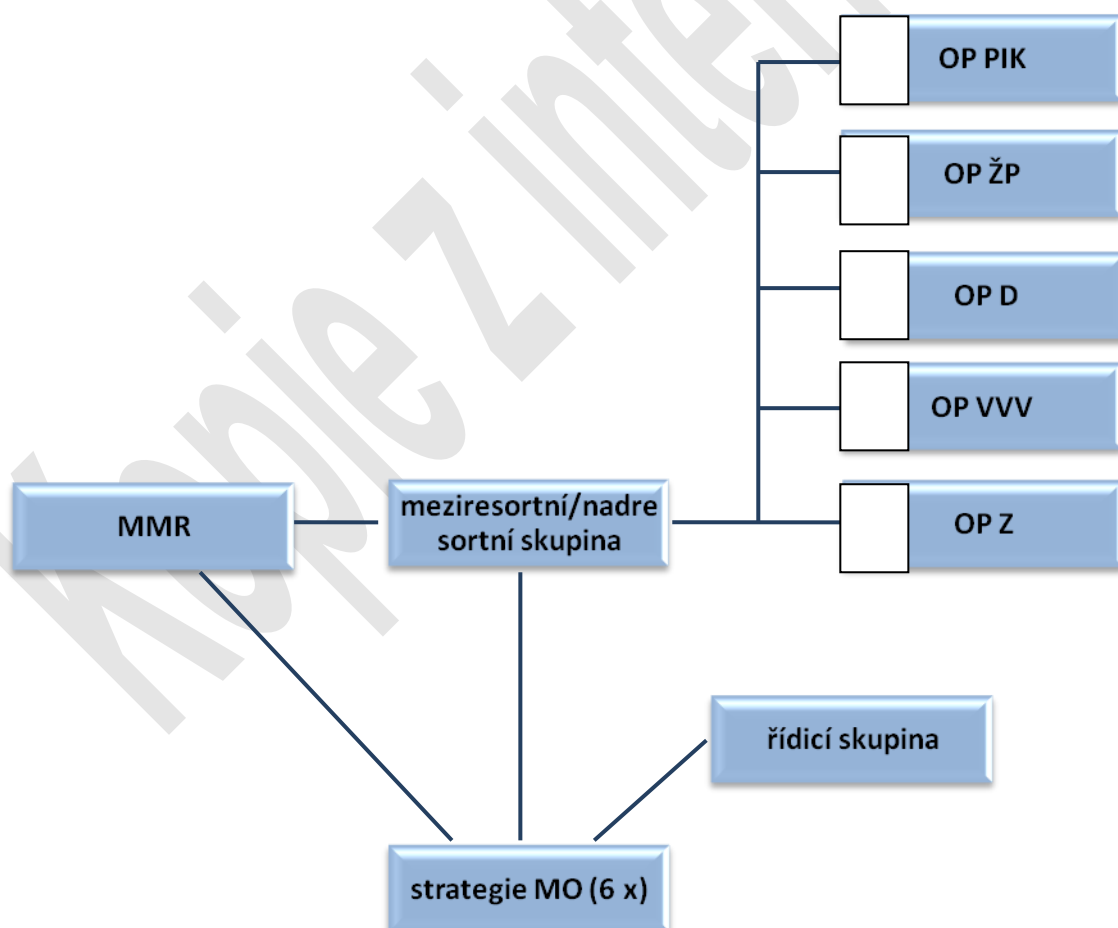 OP PIK
OP ŽP
OP D
OP VVV
MMR
meziresortní/nadre
sortní skupina
OP Z
řídicí skupina
strategie MO (6 x)
Kopie z inte